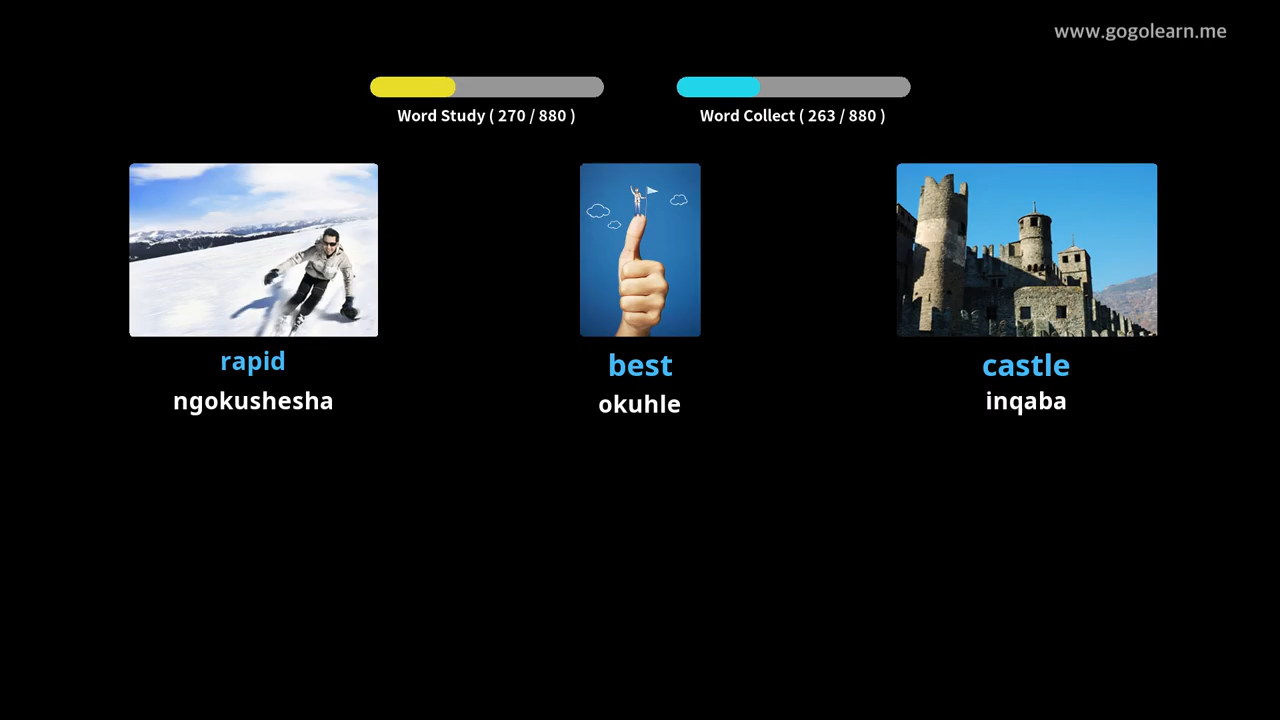 www.gogolearn.me
Word Study ( 270 / 880 )
Word Collect ( 263 / 880 )
rapid
ngokushesha
best
okuhle
castle
inqaba